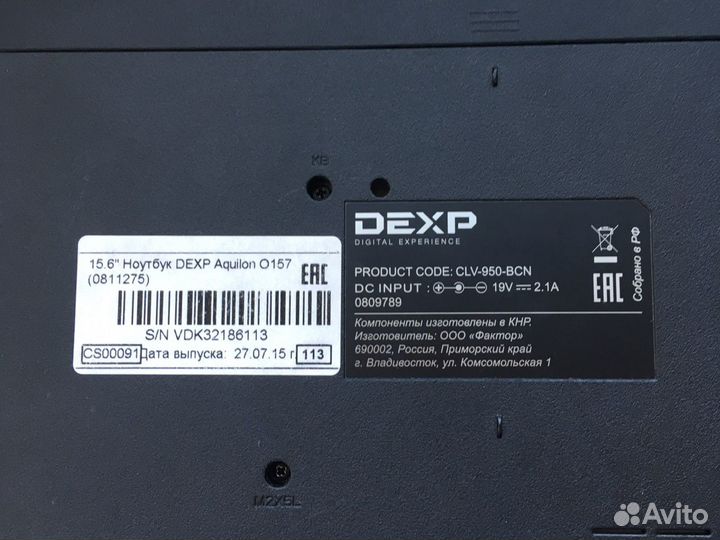 KB
15.6" Ноутбук DEXP Aquilon O157
(0811275)
EAC
S/N VDK32186113
CS00091 Дата выпуска: 27.07.15 г. 113
DEXP
DIGITAL EXPERIENCE
PRODUCT CODE: CLV-950-BCN
DC INPUT : 19V 2.1A
0809789
EAC
Собрано в РФ
Компоненты изготовлены в КНР.
Изготовитель: ООО «Фактор»
690002, Россия, Приморский край
г. Владивосток, ул. Комсомольская 1
M2X5L
Avito